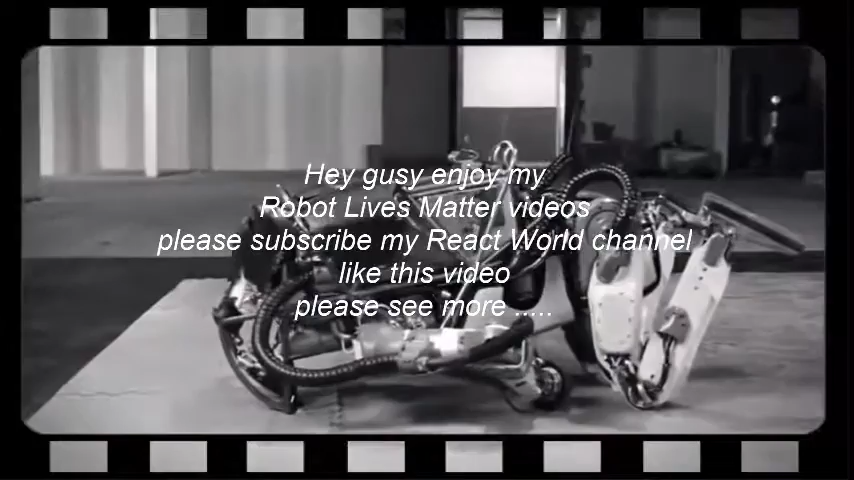 Hey gusy enjoy my
Robot Lives Matter videos
please subscribe my React World channel
like this video
please see more .....